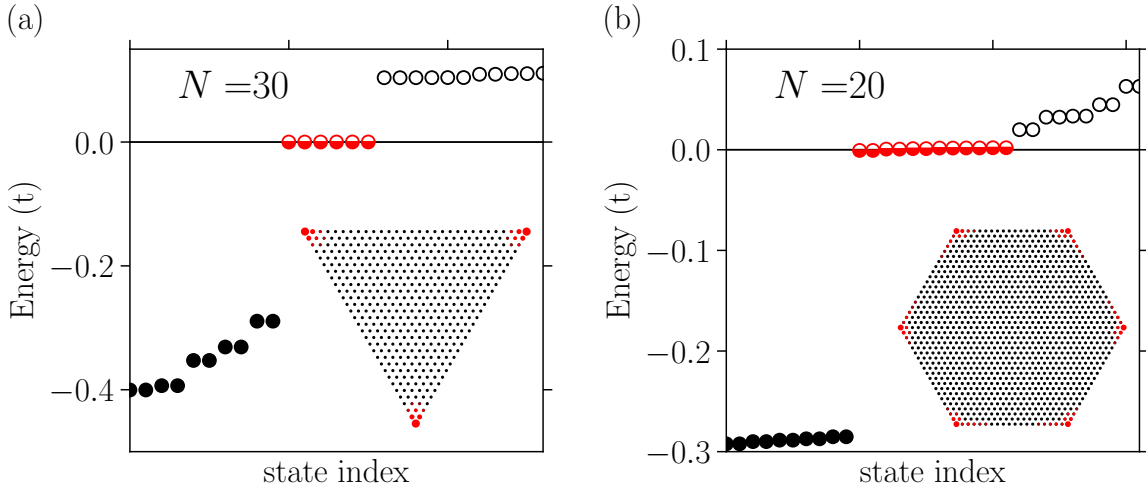 (a)
N =30
0.0
−0.2
−0.4
Energy (t)
state index
(b)
N =20
0.1
0.0
−0.1
−0.2
−0.3
Energy (t)
state index